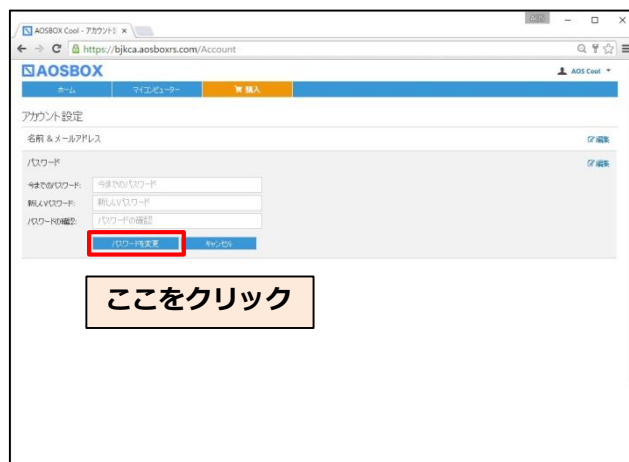 AOSBOX Cool - アカウント
https://bjkca.aosboxrs.com/Account
AOSBOX
AOS Cool
ホーム マイコンピューター 購入
アカウント設定
名前 & メールアドレス 編集
パスワード 編集
今までのパスワード: 今までのパスワード
新しいパスワード: 新しいパスワード
パスワードの確認: パスワードの確認
パスワードを変更 キャンセル
ここをクリック